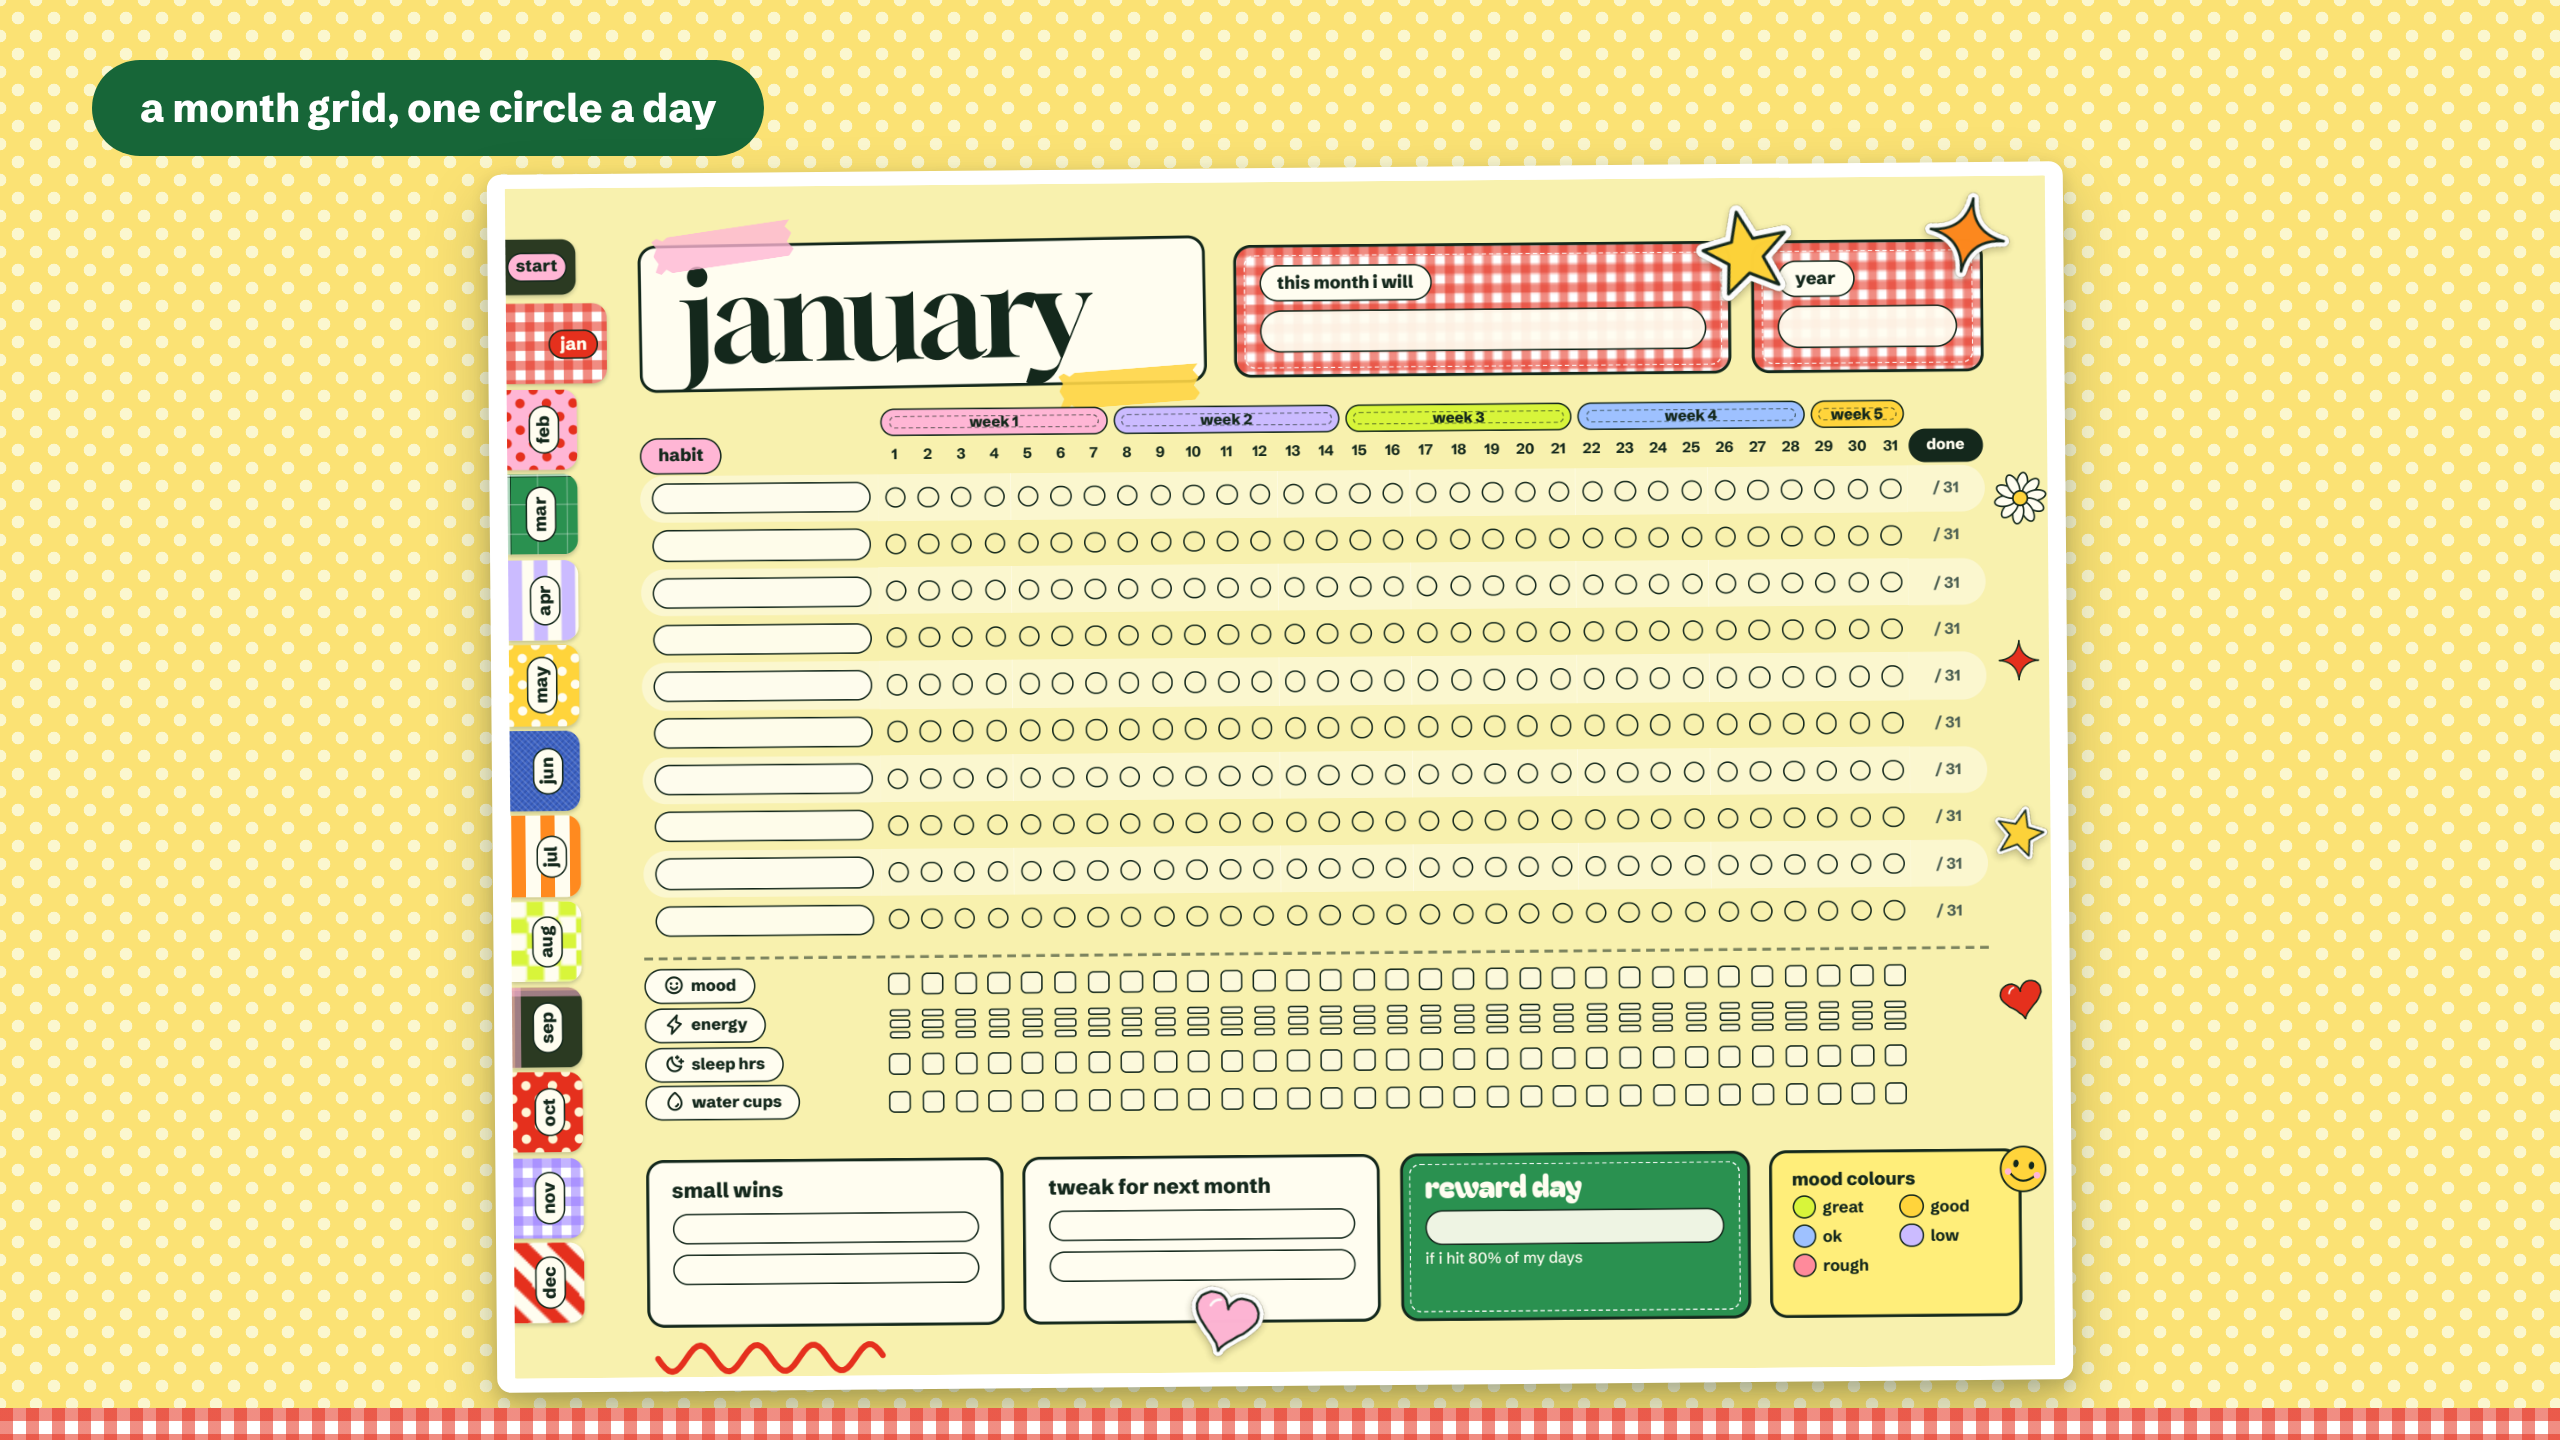 a month grid, one circle a day
start
jan
feb
mar
apr
may
jun
jul
aug
sep
oct
nov
dec
january
this month i will
year
week 1 week 2 week 3 week 4 week 5
habit 1 2 3 4 5 6 7 8 9 10 11 12 13 14 15 16 17 18 19 20 21 22 23 24 25 26 27 28 29 30 31 done
/ 31
/ 31
/ 31
/ 31
/ 31
/ 31
/ 31
/ 31
/ 31
/ 31
mood
energy
sleep hrs
water cups
small wins
tweak for next month
reward day
if i hit 80% of my days
mood colours
great good
ok low
rough